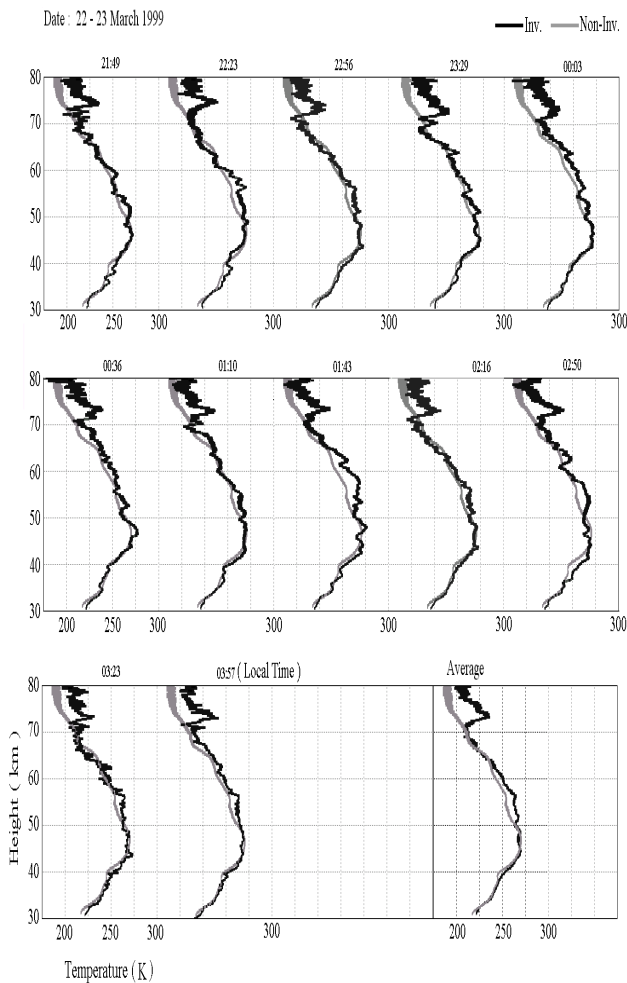 Date : 22 - 23 March 1999
Inv. Non-Inv.
21:49 22:23 22:56 23:29 00:03
80
70
60
50
40
30
200 250 300 300 300 300 300
00:36 01:10 01:43 02:16 02:50
80
70
60
50
40
30
200 250 300 300 300 300 300
03:23 03:57 ( Local Time ) Average
80
70
60
50
40
30
Height ( km )
200 250 300 300 200 250 300
Temperature ( K )